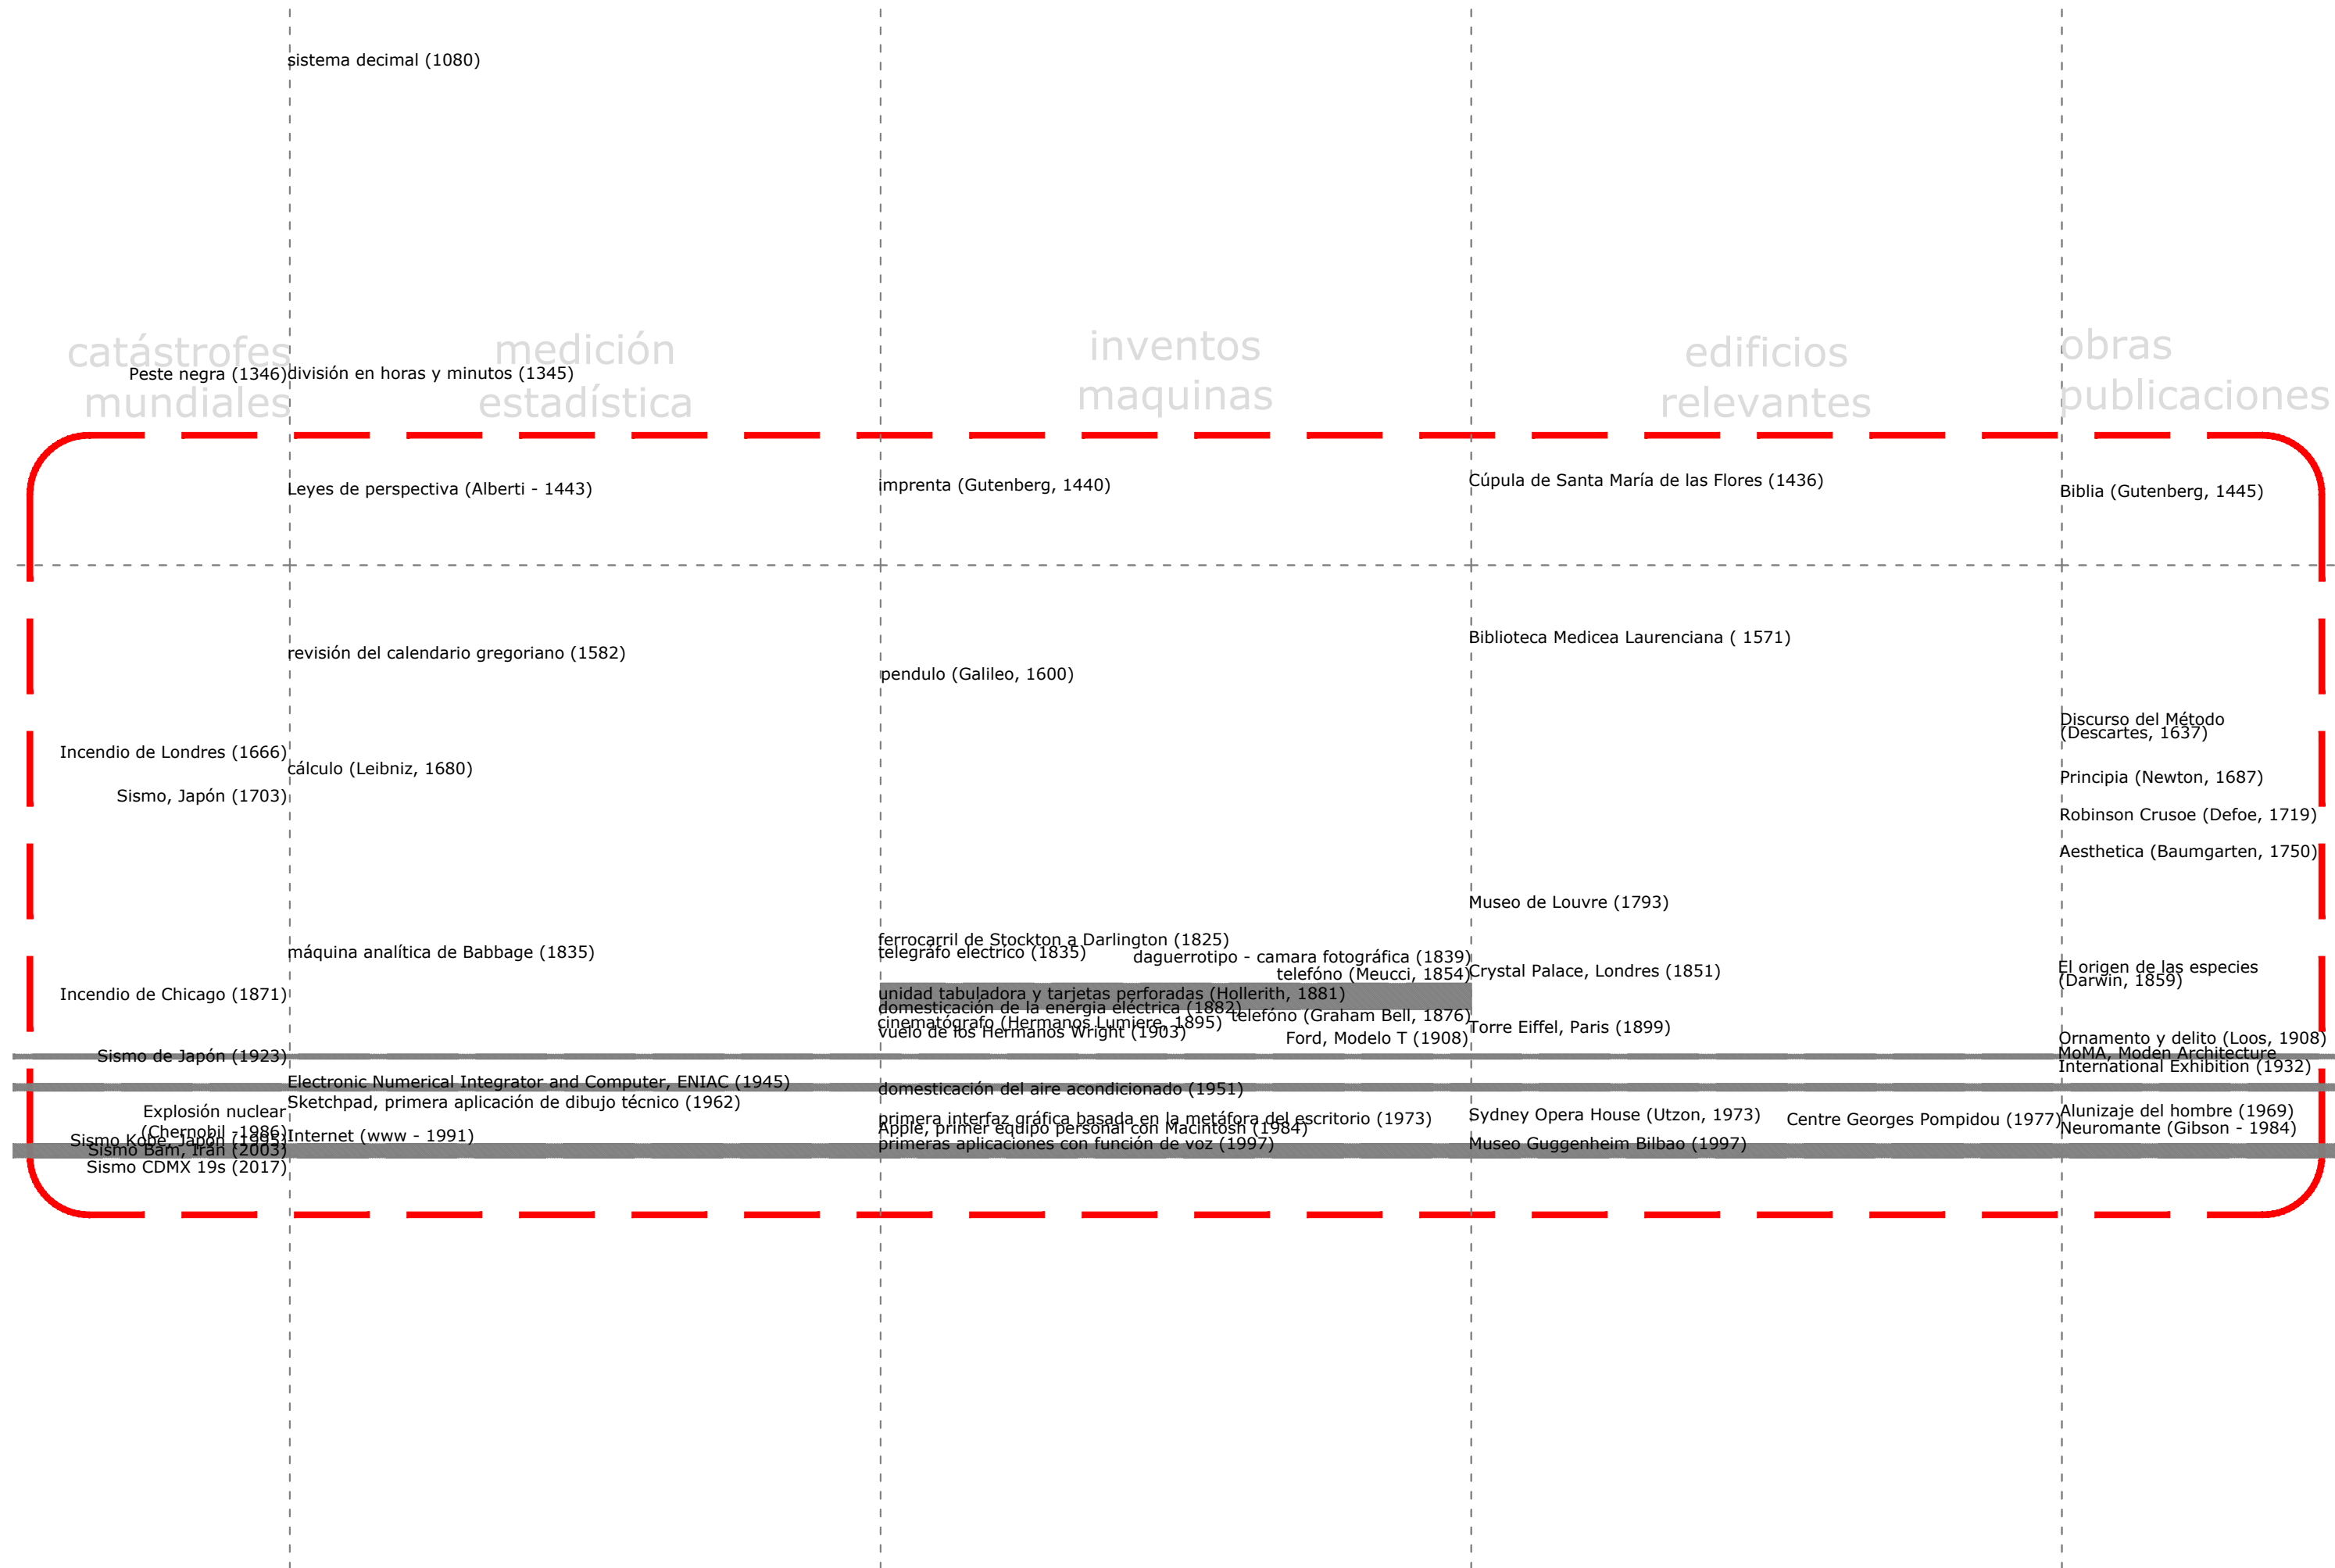 sistema decimal (1080)
catástrofes
mundiales
medición
estadística
inventos
maquinas
edificios
relevantes
obras
publicaciones
Peste negra (1346)
división en horas y minutos (1345)
Leyes de perspectiva (Alberti - 1443)
imprenta (Gutenberg, 1440)
Cúpula de Santa María de las Flores (1436)
Biblia (Gutenberg, 1445)
revisión del calendario gregoriano (1582)
pendulo (Galileo, 1600)
Biblioteca Medicea Laurenciana ( 1571)
Discurso del Método
(Descartes, 1637)
Incendio de Londres (1666)
cálculo (Leibniz, 1680)
Principia (Newton, 1687)
Sismo, Japón (1703)
Robinson Crusoe (Defoe, 1719)
Aesthetica (Baumgarten, 1750)
Museo de Louvre (1793)
ferrocarril de Stockton a Darlington (1825)
máquina analítica de Babbage (1835)
telegráfo electríco (1835)
daguerrotipo - camara fotográfica (1839)
telefóno (Meucci, 1854)
Crystal Palace, Londres (1851)
El origen de las especies
(Darwin, 1859)
Incendio de Chicago (1871)
unidad tabuladora y tarjetas perforadas (Hollerith, 1881)
domesticación de la energia eléctrica (1882)
telefóno (Graham Bell, 1876)
cinematógrafo (Hermanos Lumiere, 1895)
vuelo de los Hermanos Wright (1903)
Ford, Modelo T (1908)
Torre Eiffel, Paris (1899)
Ornamento y delito (Loos, 1908)
Sismo de Japón (1923)
MoMA, Moden Architecture
International Exhibition (1932)
Electronic Numerical Integrator and Computer, ENIAC (1945)
domesticación del aire acondicionado (1951)
Sketchpad, primera aplicación de dibujo técnico (1962)
Explosión nuclear
(Chernobil -1986)
primera interfaz gráfica basada en la metáfora del escritorio (1973)
Apple, primer equipo personal con Macintosh (1984)
Sydney Opera House (Utzon, 1973)
Centre Georges Pompidou (1977)
Alunizaje del hombre (1969)
Neuromante (Gibson - 1984)
Sismo Kobe, Japón (1995)
Internet (www - 1991)
primeras aplicaciones con función de voz (1997)
Museo Guggenheim Bilbao (1997)
Sismo Bam, Irán (2003)
Sismo CDMX 19s (2017)